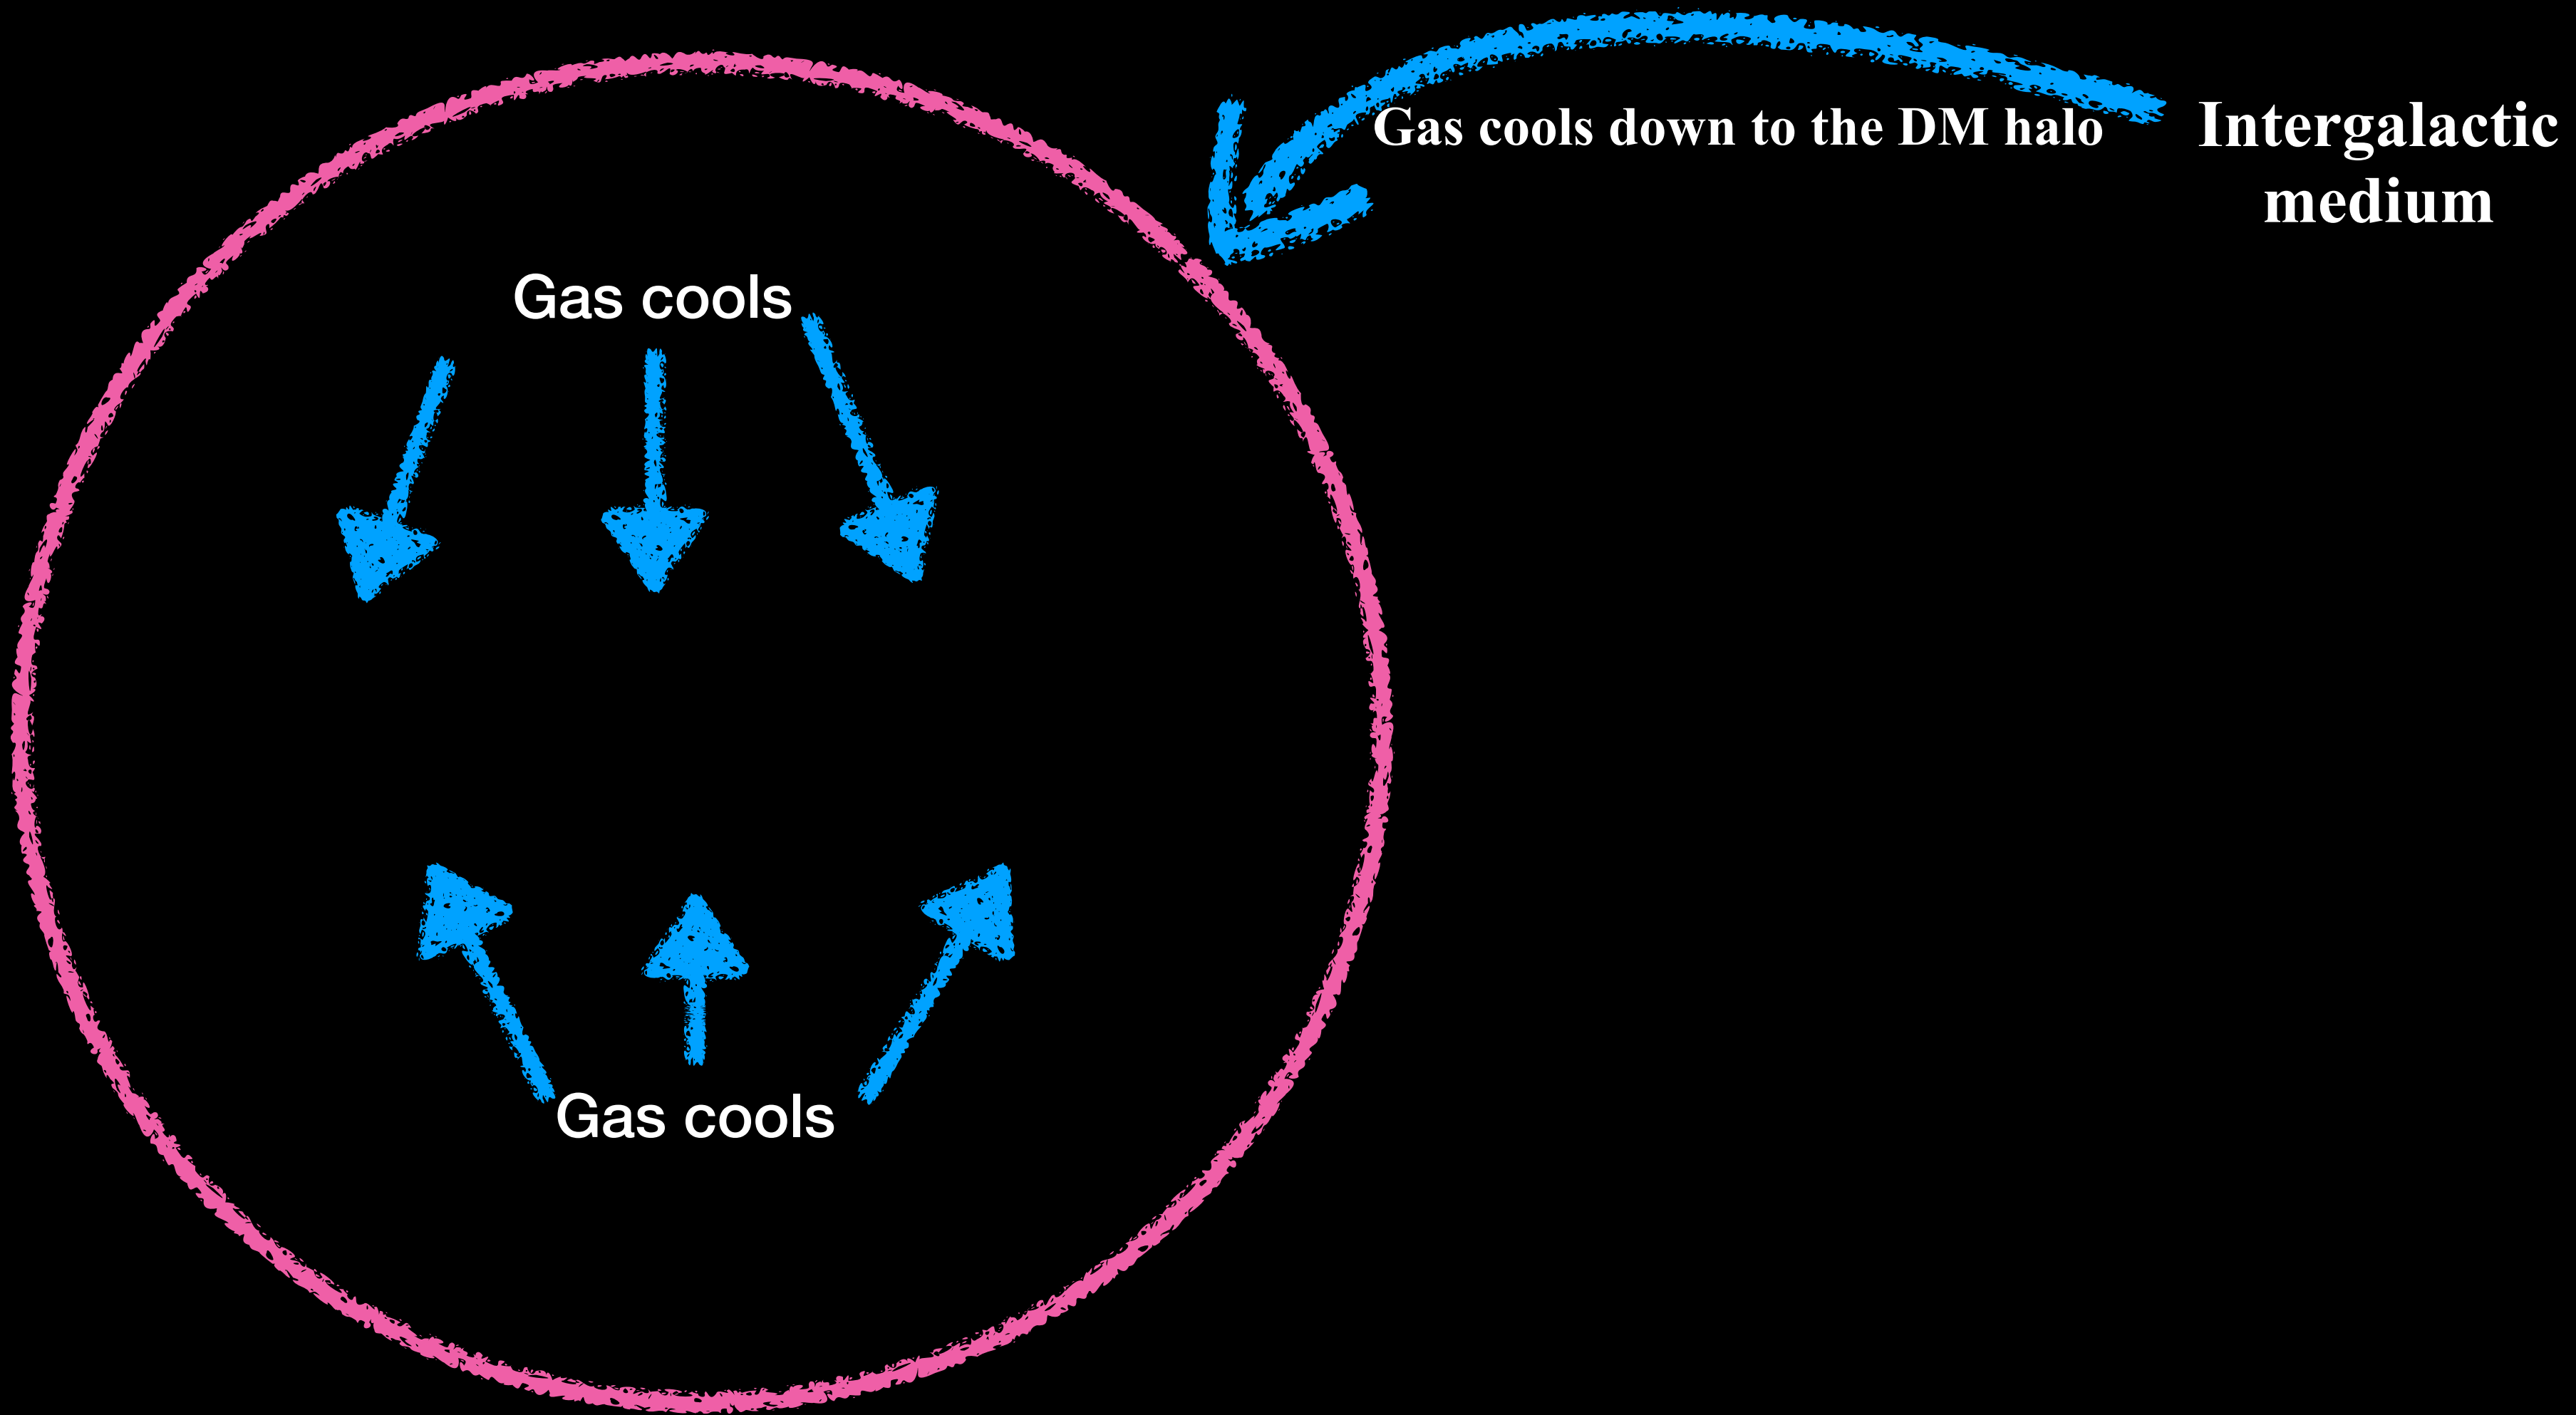 Gas cools down to the DM halo
Intergalactic
medium
Gas cools
Gas cools